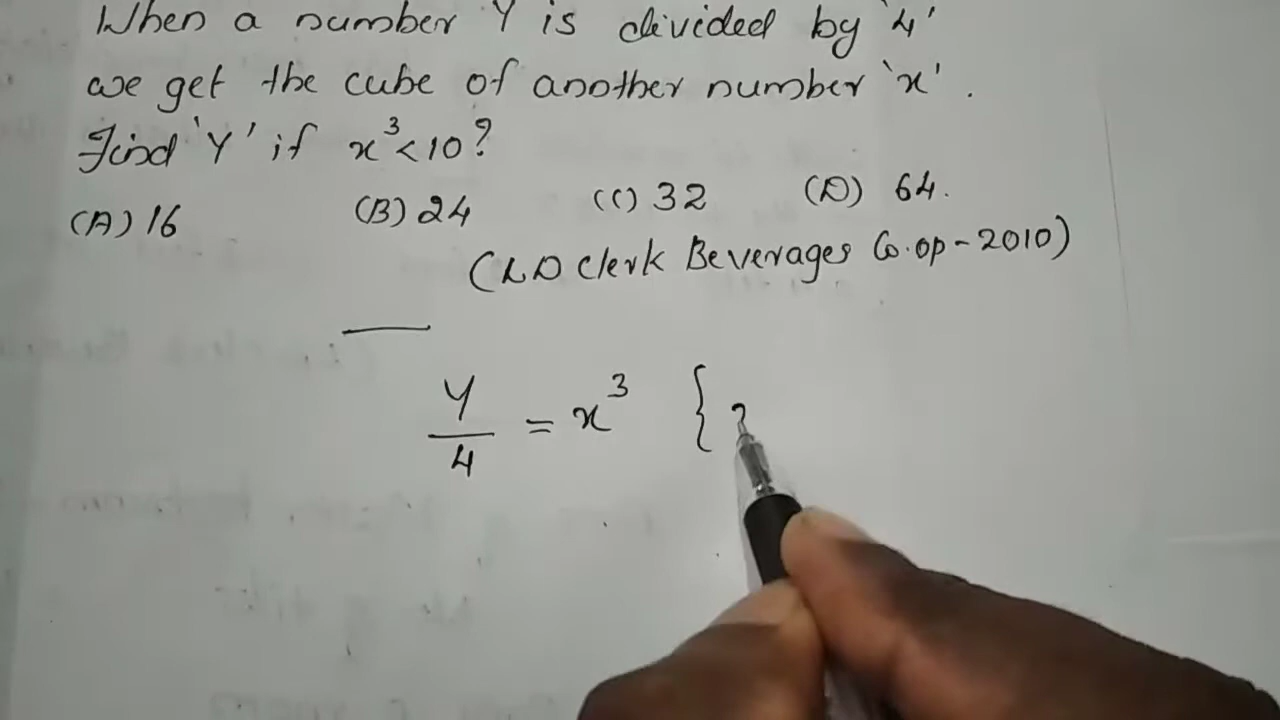 When a number Y is divided by '4'
we get the cube of another number 'x'.
Find 'Y' if x³<10?
(A) 16 (B) 24 (C) 32 (D) 64.
(LD Clerk Beverages Co.op-2010)
Y/4 = x³ {